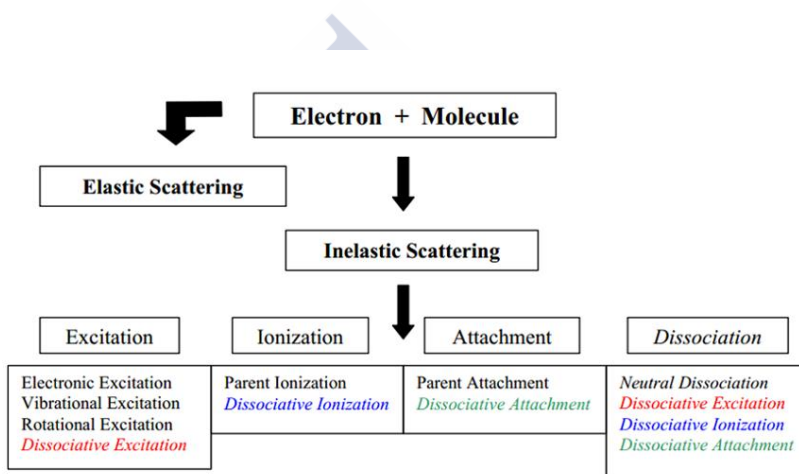 Electron + Molecule
Elastic Scattering
Inelastic Scattering
Excitation
Ionization
Attachment
Dissociation
Electronic Excitation
Vibrational Excitation
Rotational Excitation
Dissociative Excitation
Parent Ionization
Dissociative Ionization
Parent Attachment
Dissociative Attachment
Neutral Dissociation
Dissociative Excitation
Dissociative Ionization
Dissociative Attachment